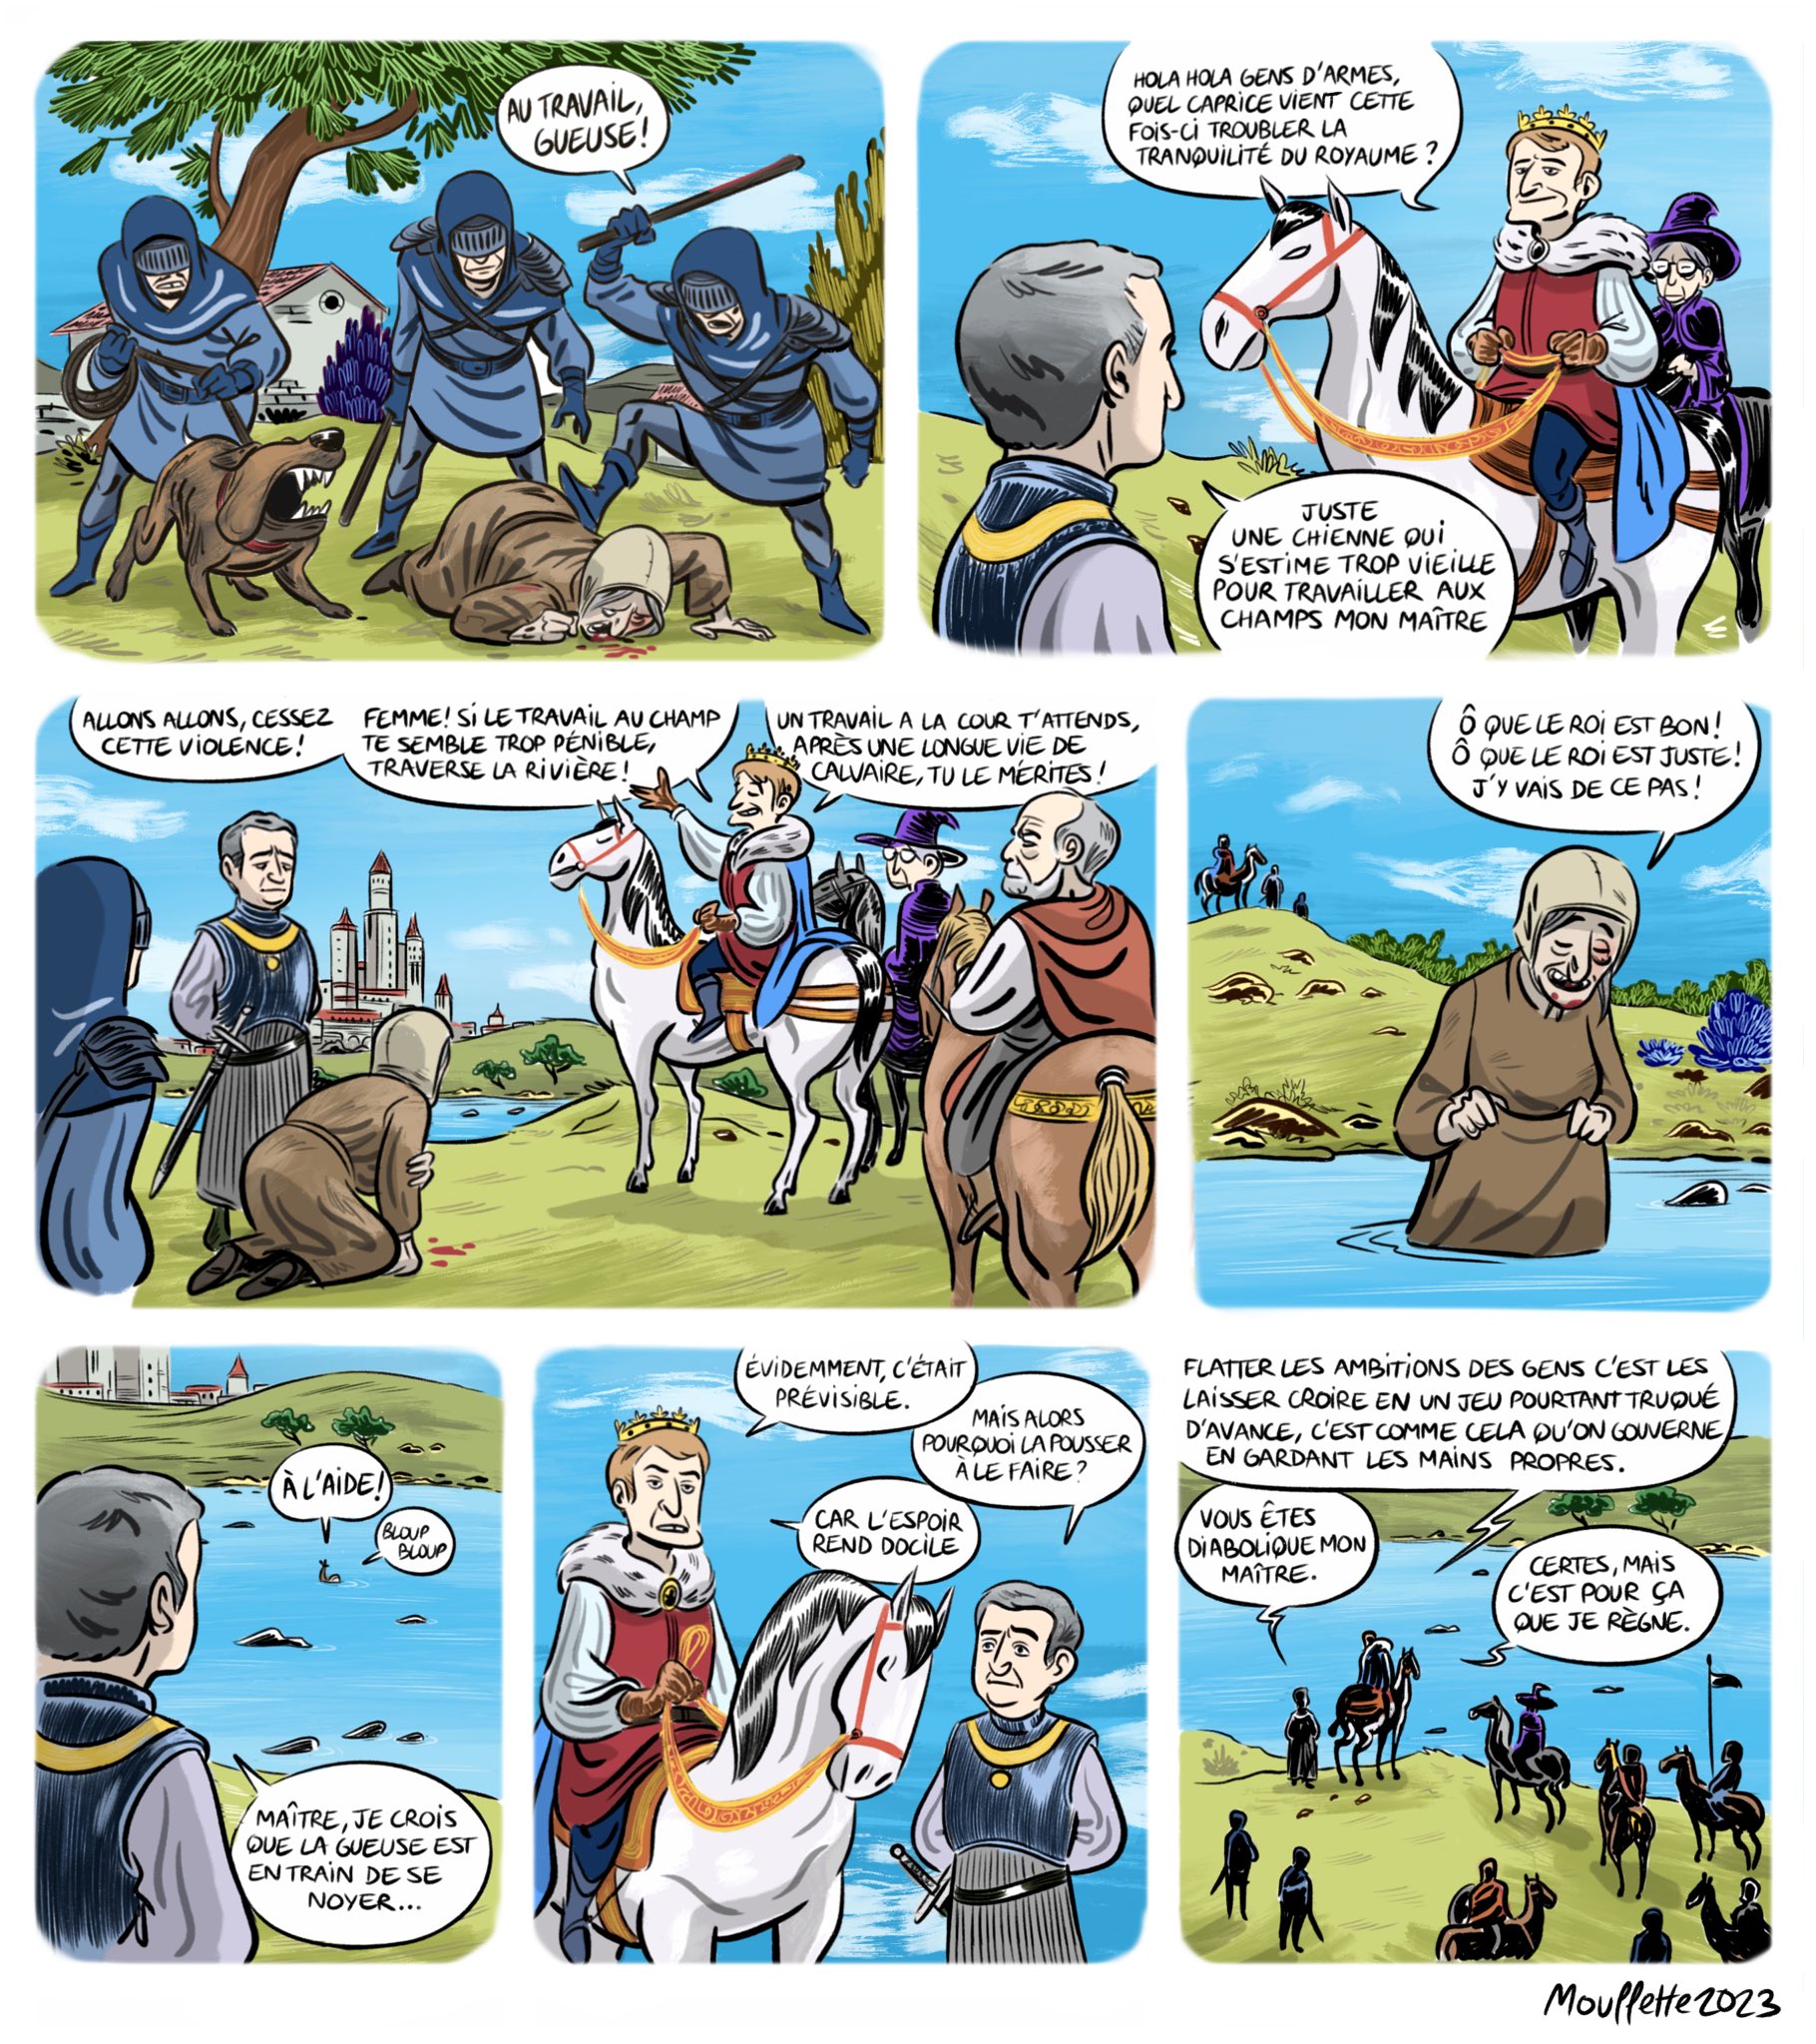 AU TRAVAIL,
GUEUSE!
HOLA HOLA GENS D'ARMES,
QUEL CAPRICE VIENT CETTE
FOIS-CI TROUBLER LA
TRANQUILITÉ DU ROYAUME ?
JUSTE
UNE CHIENNE QUI
S'ESTIME TROP VIEILLE
POUR TRAVAILLER AUX
CHAMPS MON MAÎTRE
ALLONS ALLONS, CESSEZ
CETTE VIOLENCE!
FEMME! SI LE TRAVAIL AU CHAMP
TE SEMBLE TROP PÉNIBLE,
TRAVERSE LA RIVIÈRE!
UN TRAVAIL A LA COUR T'ATTENDS,
APRÈS UNE LONGUE VIE DE
CALVAIRE, TU LE MÉRITES!
Ô QUE LE ROI EST BON!
Ô QUE LE ROI EST JUSTE!
J'Y VAIS DE CE PAS!
À L'AIDE!
BLOUP
BLOUP
MAÎTRE, JE CROIS
QUE LA GUEUSE EST
EN TRAIN DE SE
NOYER...
ÉVIDEMMENT, C'ÉTAIT
PRÉVISIBLE.
MAIS ALORS
POURQUOI LA POUSSER
À LE FAIRE?
CAR L'ESPOIR
REND DOCILE
FLATTER LES AMBITIONS DES GENS C'EST LES
LAISSER CROIRE EN UN JEU POURTANT TRUQUÉ
D'AVANCE, C'EST COMME CELA QU'ON GOUVERNE
EN GARDANT LES MAINS PROPRES.
VOUS ÊTES
DIABOLIQUE MON
MAÎTRE.
CERTES, MAIS
C'EST POUR ÇA
QUE JE RÈGNE.
Mouffette 2023